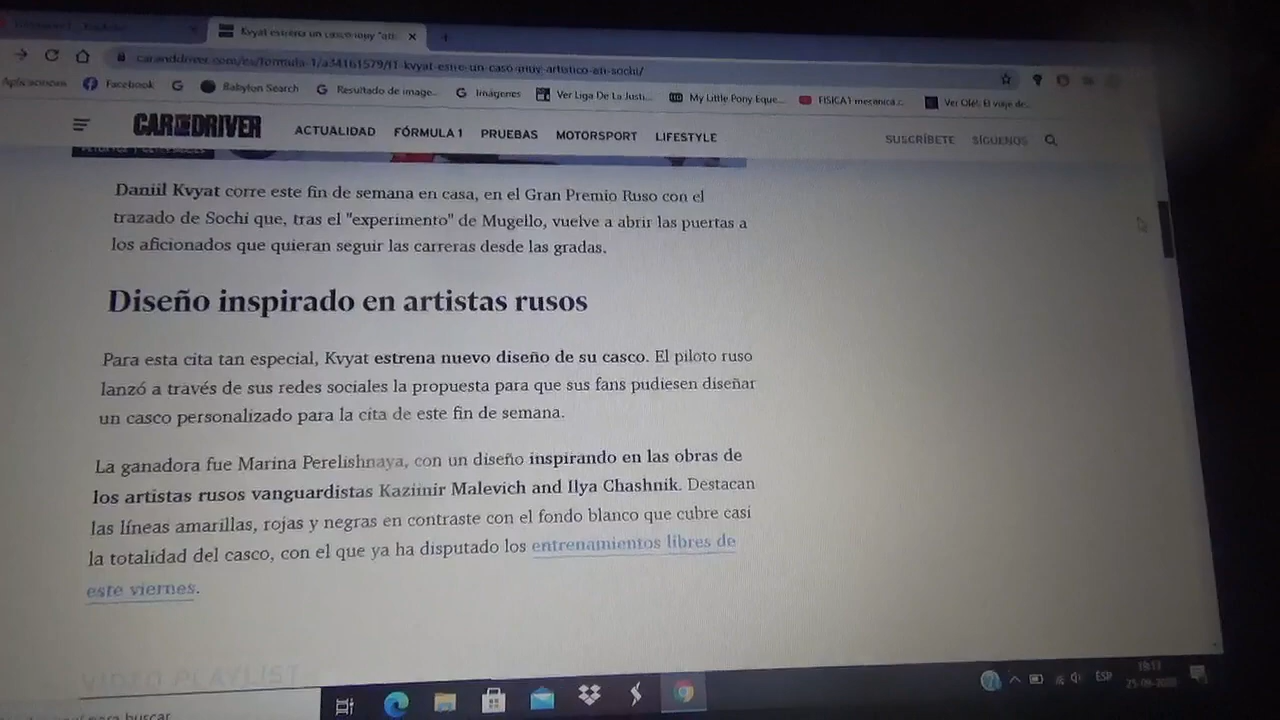 Kvyat estrena un casco muy "art
caranddriver.com/es/formula-1/a34161579/f1-kvyat-estre-un-caso-muy-artistico-en-sochi/
Aplicaciones Facebook Babylon Search Resultado de image... Imágenes Ver Liga De La Justi... My Little Pony Eque... FISICA1 mecanica... Ver Olé!: El viaje de...
CAR AND DRIVER ACTUALIDAD FÓRMULA 1 PRUEBAS MOTORSPORT LIFESTYLE SUSCRÍBETE SÍGUENOS
Daniil Kvyat corre este fin de semana en casa, en el Gran Premio Ruso con el
trazado de Sochi que, tras el "experimento" de Mugello, vuelve a abrir las puertas a
los aficionados que quieran seguir las carreras desde las gradas.
Diseño inspirado en artistas rusos
Para esta cita tan especial, Kvyat estrena nuevo diseño de su casco. El piloto ruso
lanzó a través de sus redes sociales la propuesta para que sus fans pudiesen diseñar
un casco personalizado para la cita de este fin de semana.
La ganadora fue Marina Perelishnaya, con un diseño inspirando en las obras de
los artistas rusos vanguardistas Kazimir Malevich and Ilya Chashnik. Destacan
las líneas amarillas, rojas y negras en contraste con el fondo blanco que cubre casi
la totalidad del casco, con el que ya ha disputado los entrenamientos libres de
este viernes.
VIDEO PLAYLIST
para buscar
ESP
19:17
25-09-2020